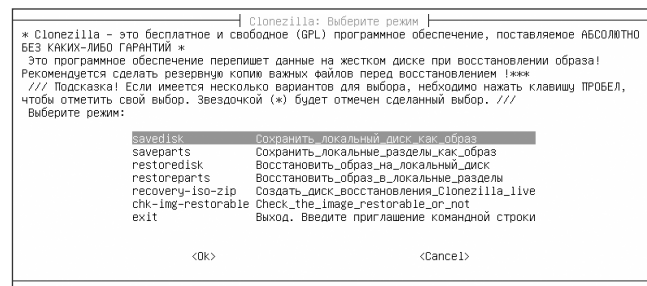 Clonezilla: Выберите режим
* Clonezilla - это бесплатное и свободное (GPL) программное обеспечение, поставляемое АБСОЛЮТНО
БЕЗ КАКИХ-ЛИБО ГАРАНТИЙ *
Это программное обеспечение перепишет данные на жестком диске при восстановлении образа!
Рекомендуется сделать резервную копию важных файлов перед восстановлением !***
/// Подсказка! Если имеется несколько вариантов для выбора, небходимо нажать клавишу ПРОБЕЛ,
чтобы отметить свой выбор. Звездочкой (*) будет отмечен сделанный выбор. ///
Выберите режим:
savedisk Сохранить_локальный_диск_как_образ
saveparts Сохранить_локальные_разделы_как_образ
restoredisk Восстановить_образ_на_локальный_диск
restoreparts Восстановить_образ_в_локальные_разделы
recovery-iso-zip Создать_диск_восстановления_Clonezilla_live
chk-img-restorable Check_the_image_restorable_or_not
exit Выход. Введите приглашение командной строки
<Ok> <Cancel>